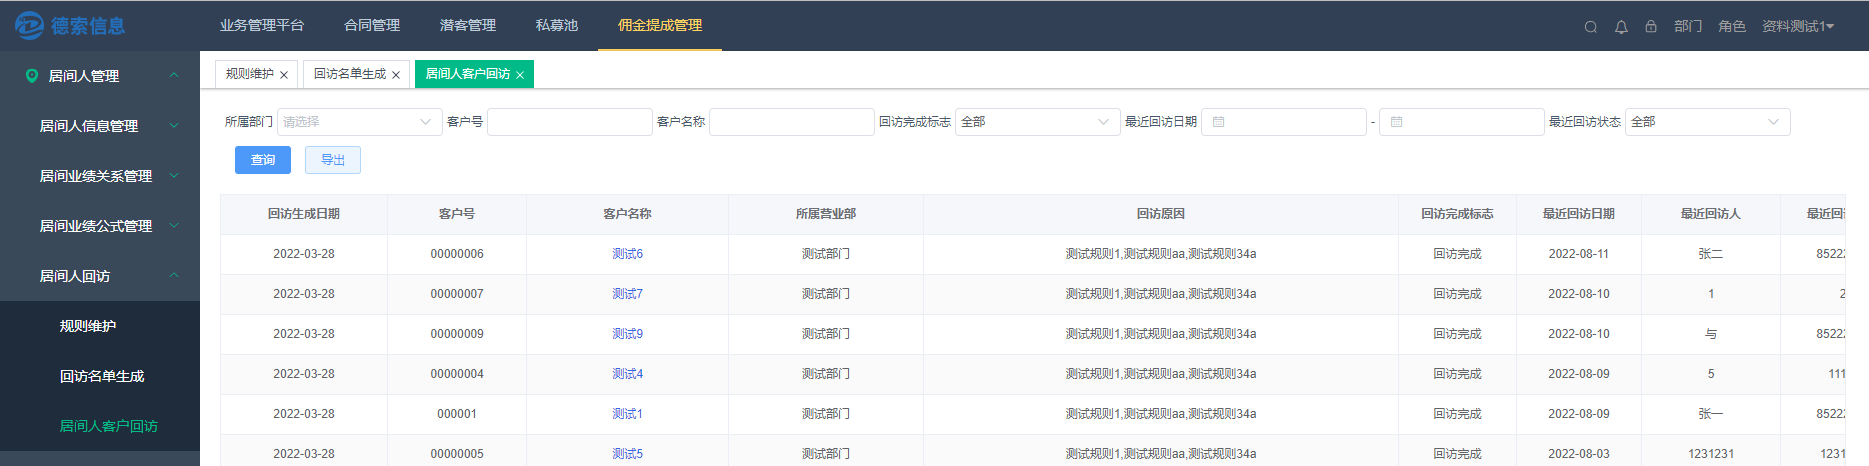 德索信息 业务管理平台 合同管理 潜客管理 私募池 佣金提成管理 部门 角色 资料测试1
居间人管理
居间人信息管理
居间业绩关系管理
居间业绩公式管理
居间人回访
规则维护
回访名单生成
居间人客户回访
规则维护 × 回访名单生成 × 居间人客户回访 ×
所属部门 请选择 客户号 客户名称 回访完成标志 全部 最近回访日期 - 最近回访状态 全部
查询 导出
回访生成日期 客户号 客户名称 所属营业部 回访原因 回访完成标志 最近回访日期 最近回访人 最近回
2022-03-28 00000006 测试6 测试部门 测试规则1,测试规则aa,测试规则34a 回访完成 2022-08-11 张二 8522
2022-03-28 00000007 测试7 测试部门 测试规则1,测试规则aa,测试规则34a 回访完成 2022-08-10 1 2
2022-03-28 00000009 测试9 测试部门 测试规则1,测试规则aa,测试规则34a 回访完成 2022-08-10 与 8522
2022-03-28 00000004 测试4 测试部门 测试规则1,测试规则aa,测试规则34a 回访完成 2022-08-09 5 111
2022-03-28 000001 测试1 测试部门 测试规则1,测试规则aa,测试规则34a 回访完成 2022-08-09 张一 8522
2022-03-28 00000005 测试5 测试部门 测试规则1,测试规则aa,测试规则34a 回访完成 2022-08-03 1231231 1231